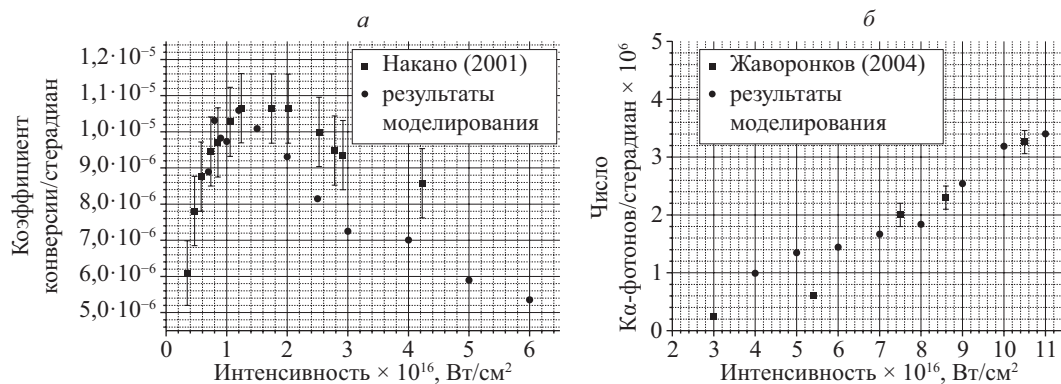 а
Коэффициент
конверсии/стерадиан
1,2·10⁻⁵
1,1·10⁻⁵
1,0·10⁻⁵
9,0·10⁻⁶
8,0·10⁻⁶
7,0·10⁻⁶
6,0·10⁻⁶
5,0·10⁻⁶
Накано (2001)
результаты
моделирования
0 1 2 3 4 5 6
Интенсивность × 10¹⁶, Вт/см²
б
Число
Kα-фотонов/стерадиан × 10⁶
5
4
3
2
1
0
Жаворонков (2004)
результаты
моделирования
2 3 4 5 6 7 8 9 10 11
Интенсивность × 10¹⁶, Вт/см²